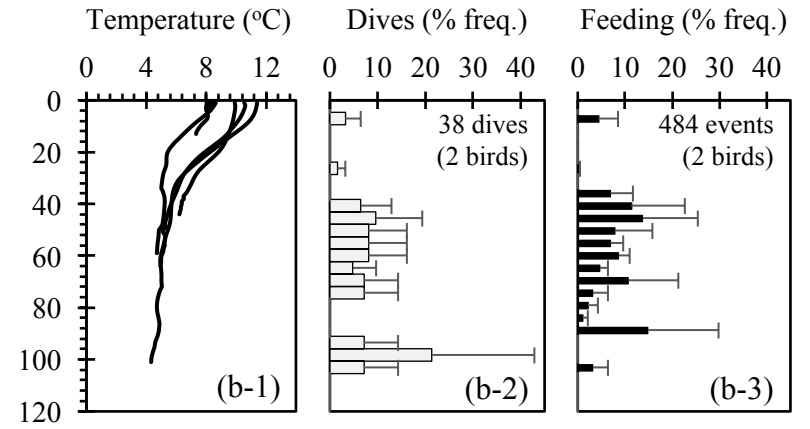 Temperature (ºC) Dives (% freq.) Feeding (% freq.)
0 4 8 12 0 10 20 30 40 0 10 20 30 40
0
20
40
60
80
100
120
38 dives
(2 birds)
484 events
(2 birds)
(b-1) (b-2) (b-3)